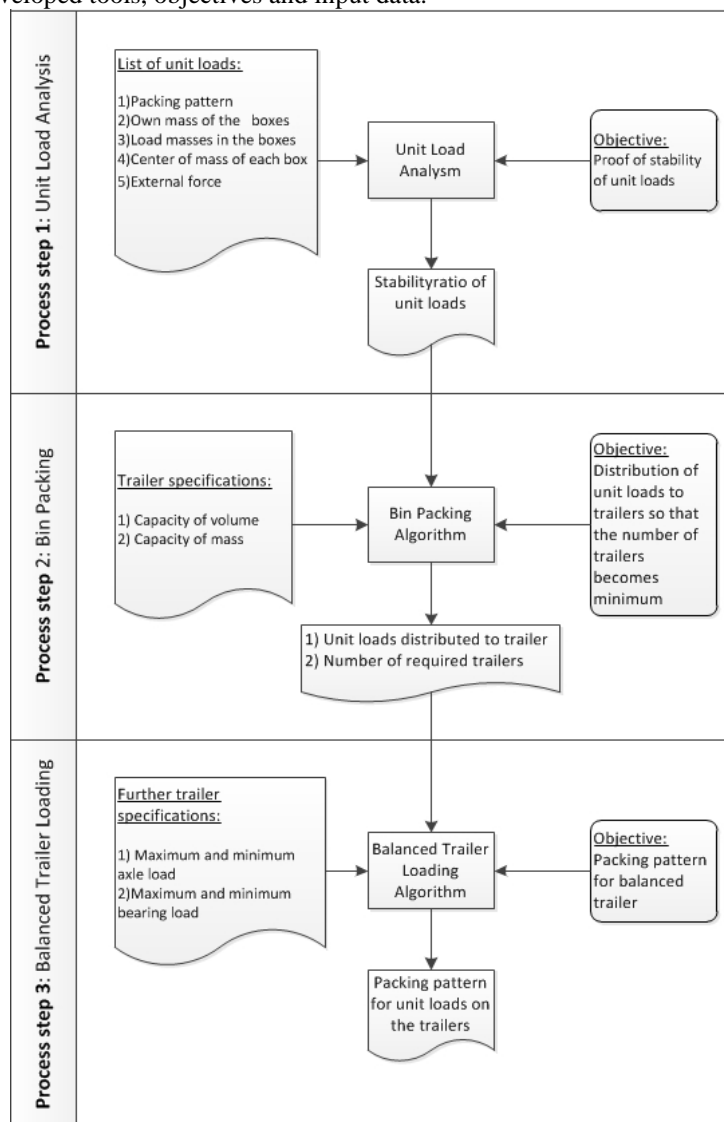 veloped tools, objectives and input data.
Process step 1: Unit Load Analysis
List of unit loads:
1)Packing pattern
2)Own mass of the boxes
3)Load masses in the boxes
4)Center of mass of each box
5)External force
Unit Load
Analysm
Objective:
Proof of stability
of unit loads
Stabilityratio of
unit loads
Process step 2: Bin Packing
Trailer specifications:
1) Capacity of volume
2) Capacity of mass
Bin Packing
Algorithm
Objective:
Distribution of
unit loads to
trailers so that
the number of
trailers
becomes
minimum
1) Unit loads distributed to trailer
2) Number of required trailers
Process step 3: Balanced Trailer Loading
Further trailer
specifications:
1) Maximum and minimum
axle load
2)Maximum and minimum
bearing load
Balanced Trailer
Loading
Algorithm
Objective:
Packing pattern
for balanced
trailer
Packing pattern
for unit loads on
the trailers